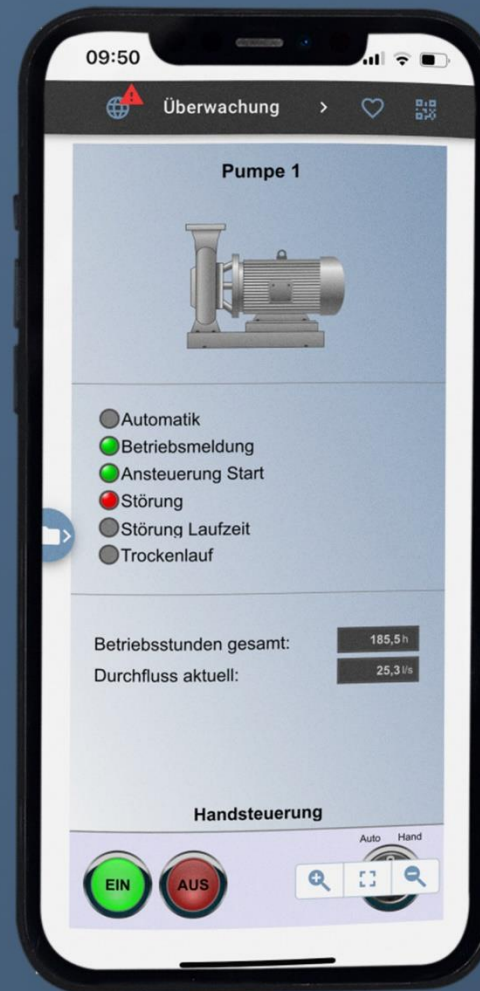 09:50
Überwachung
Pumpe 1
Automatik
Betriebsmeldung
Ansteuerung Start
Störung
Störung Laufzeit
Trockenlauf
Betriebsstunden gesamt: 185,5 h
Durchfluss aktuell: 25,3 l/s
Handsteuerung
Auto Hand
EIN AUS